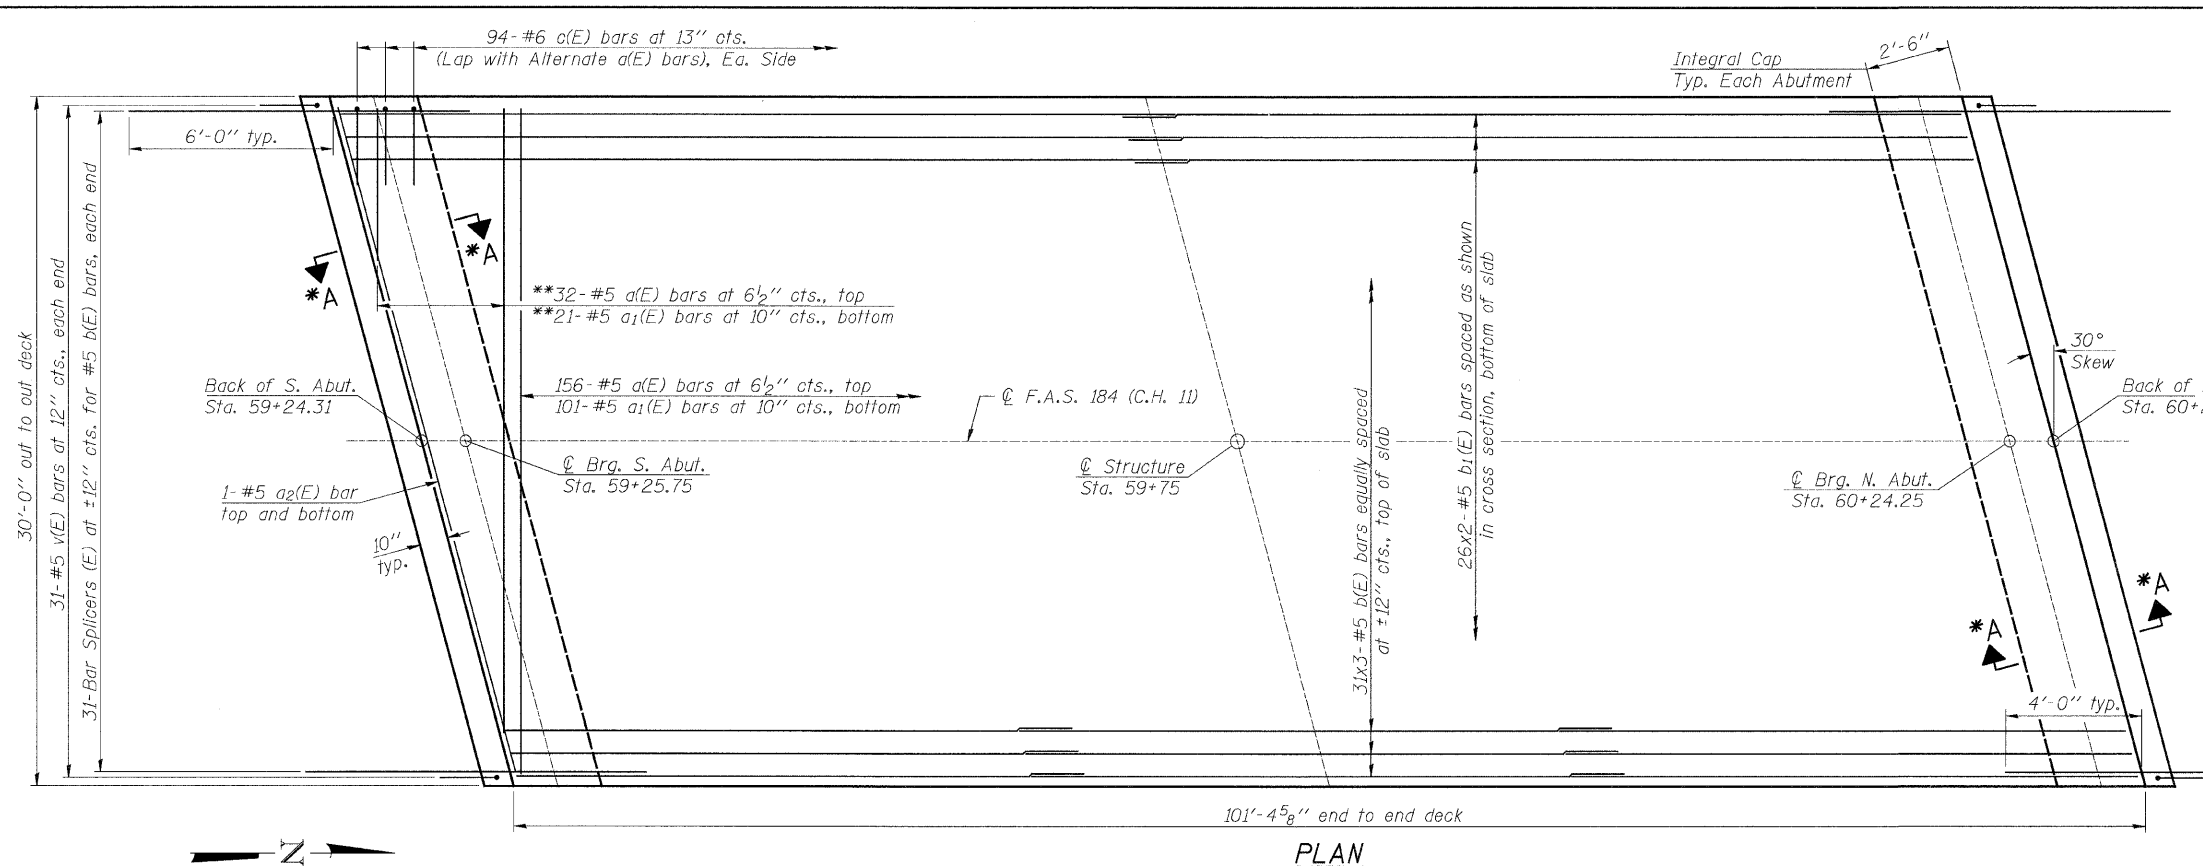 94-#6 c(E) bars at 13" cts.
(Lap with Alternate a(E) bars), Ea. Side
Integral Cap
Typ. Each Abutment
2'-6"
6'-0" typ.
30'-0" out to out deck
31-#5 v(E) bars at 12" cts., each end
31-Bar Splicers (E) at ±12" cts. for #5 b(E) bars, each end
*A
*A
**32-#5 a(E) bars at 6½" cts., top
**21-#5 a1(E) bars at 10" cts., bottom
Back of S. Abut.
Sta. 59+24.31
156-#5 a(E) bars at 6½" cts., top
101-#5 a1(E) bars at 10" cts., bottom
℄ F.A.S. 184 (C.H. 11)
℄ Brg. S. Abut.
Sta. 59+25.75
1-#5 a2(E) bar
top and bottom
10"
typ.
℄ Structure
Sta. 59+75
31x3-#5 b(E) bars equally spaced
at ±12" cts., top of slab
26x2-#5 b1(E) bars spaced as shown
in cross section, bottom of slab
30°
Skew
Back of
Sta. 60+
℄ Brg. N. Abut.
Sta. 60+24.25
*A
*A
4'-0" typ.
101'-4⅝" end to end deck
N
PLAN